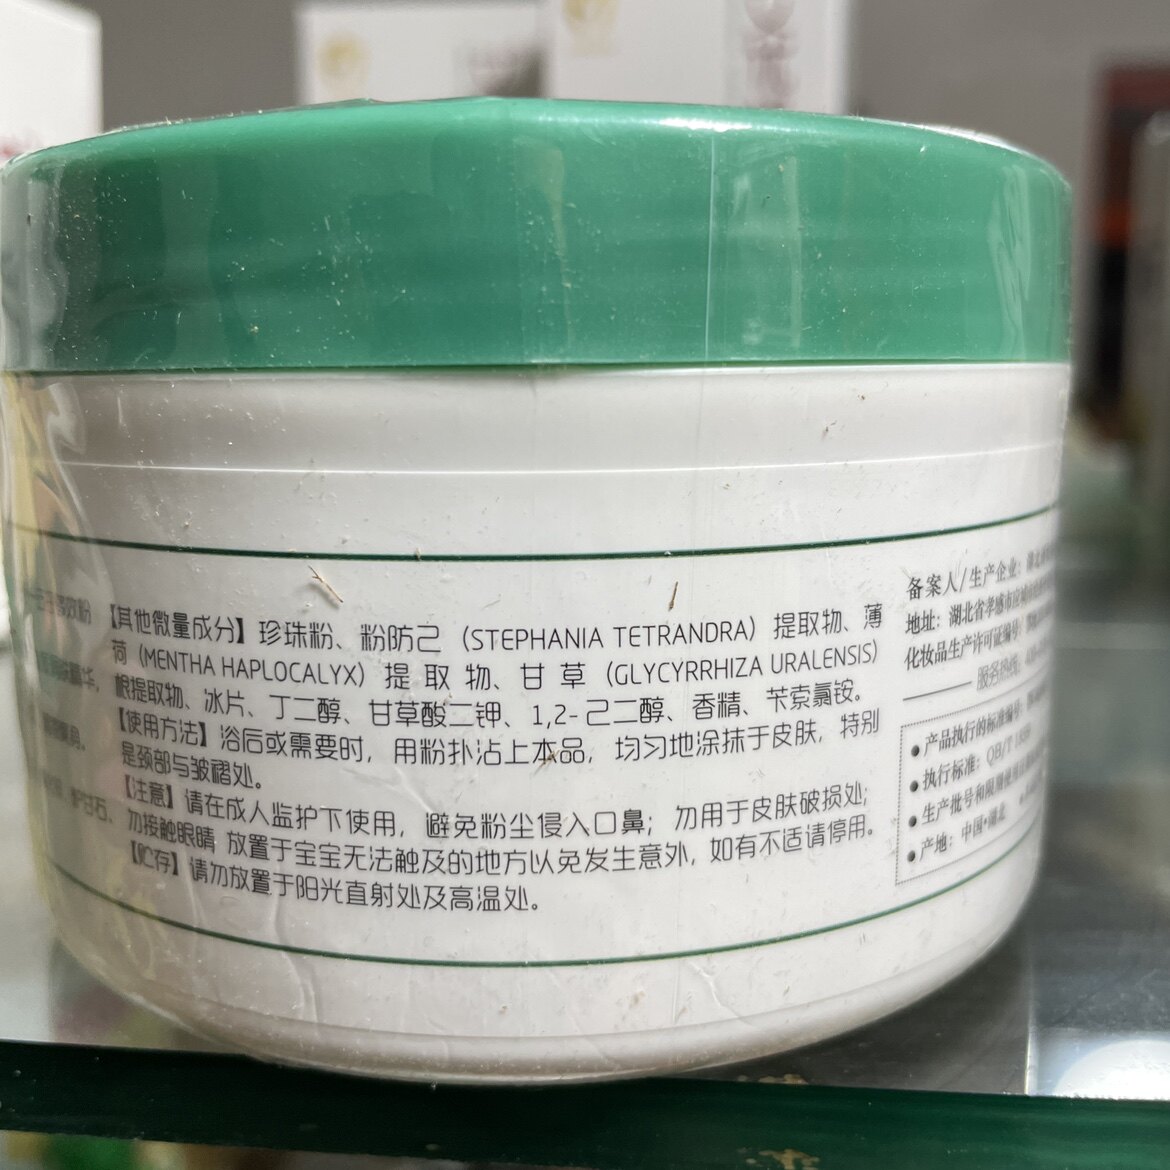 【其他微量成分】珍珠粉、粉防己（STEPHANIA TETRANDRA）提取物、薄
荷（MENTHA HAPLOCALYX）提取物、甘草（GLYCYRRHIZA URALENSIS）
根提取物、冰片、丁二醇、甘草酸二钾、1,2-己二醇、香精、苄索氯铵。
【使用方法】浴后或需要时，用粉扑沾上本品，均匀地涂抹于皮肤，特别
是颈部与皱褶处。
【注意】请在成人监护下使用，避免粉尘侵入口鼻；勿用于皮肤破损处；
勿接触眼睛 放置于宝宝无法触及的地方以免发生意外，如有不适请停用。
【贮存】请勿放置于阳光直射处及高温处。
炉甘石、
备案人/生产企业：湖北
地址：湖北省孝感市应城市
化妆品生产许可证编号：
服务热线：
●产品执行的标准编号：
●执行标准：QB/T
●生产批号和限期使用
●产地：中国·湖北